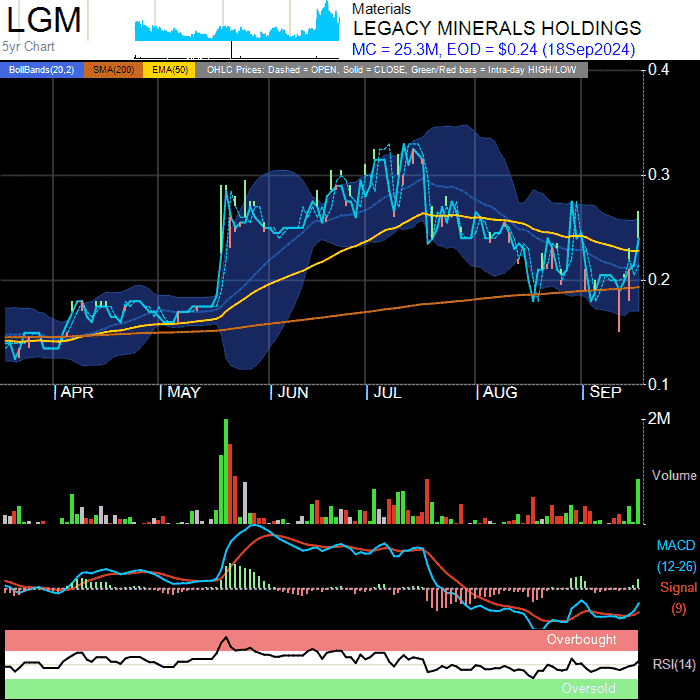 LGM
5yr Chart
Materials
LEGACY MINERALS HOLDINGS
MC = 25.3M, EOD = $0.24 (18Sep2024)
BollBands(20,2) SMA(200) EMA(50) OHLC Prices: Dashed = OPEN, Solid = CLOSE, Green/Red bars = Intra-day HIGH/LOW
0.4
0.3
0.2
0.1
APR MAY JUN JUL AUG SEP
2M
Volume
MACD
(12-26)
Signal
(9)
Overbought
RSI(14)
Oversold